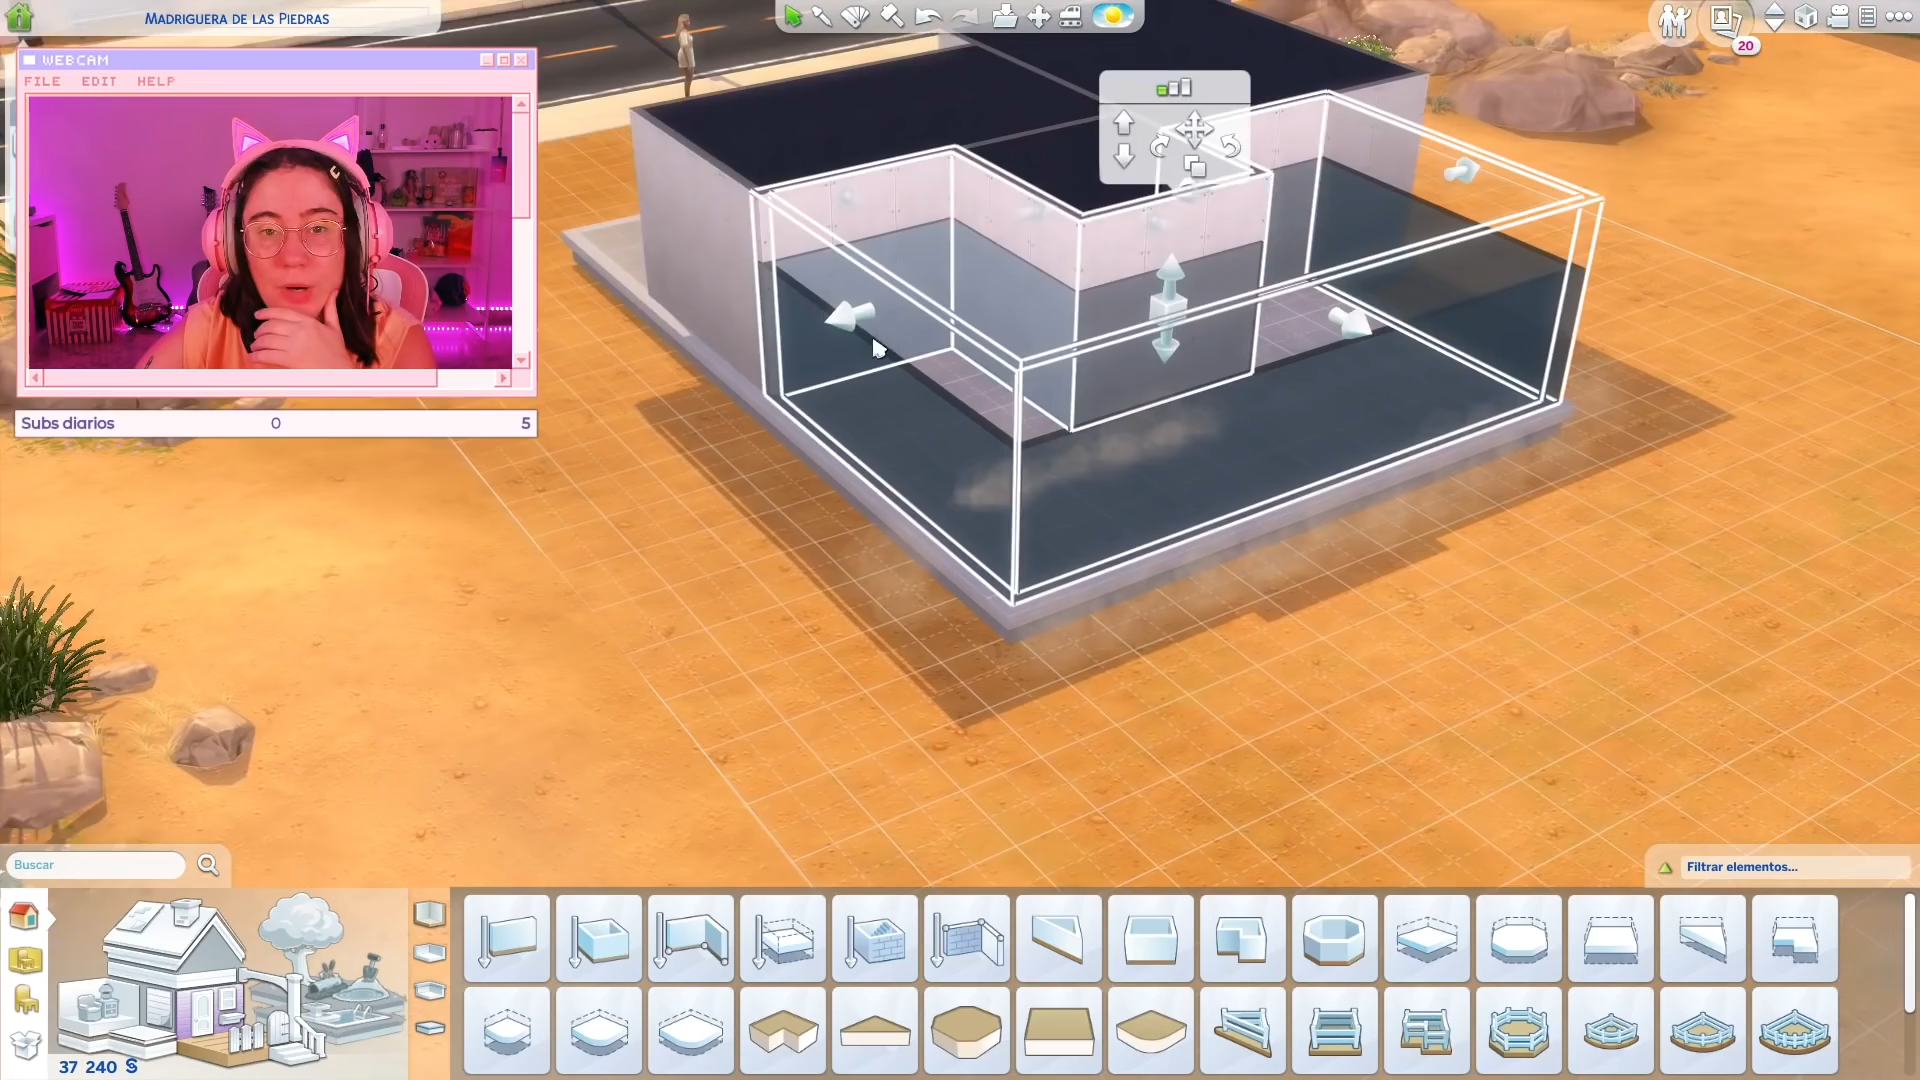 MADRIGUERA DE LAS PIEDRAS
20
WEBCAM
FILE EDIT HELP
Subs diarios 0 5
Buscar
Filtrar elementos...
37 240 §